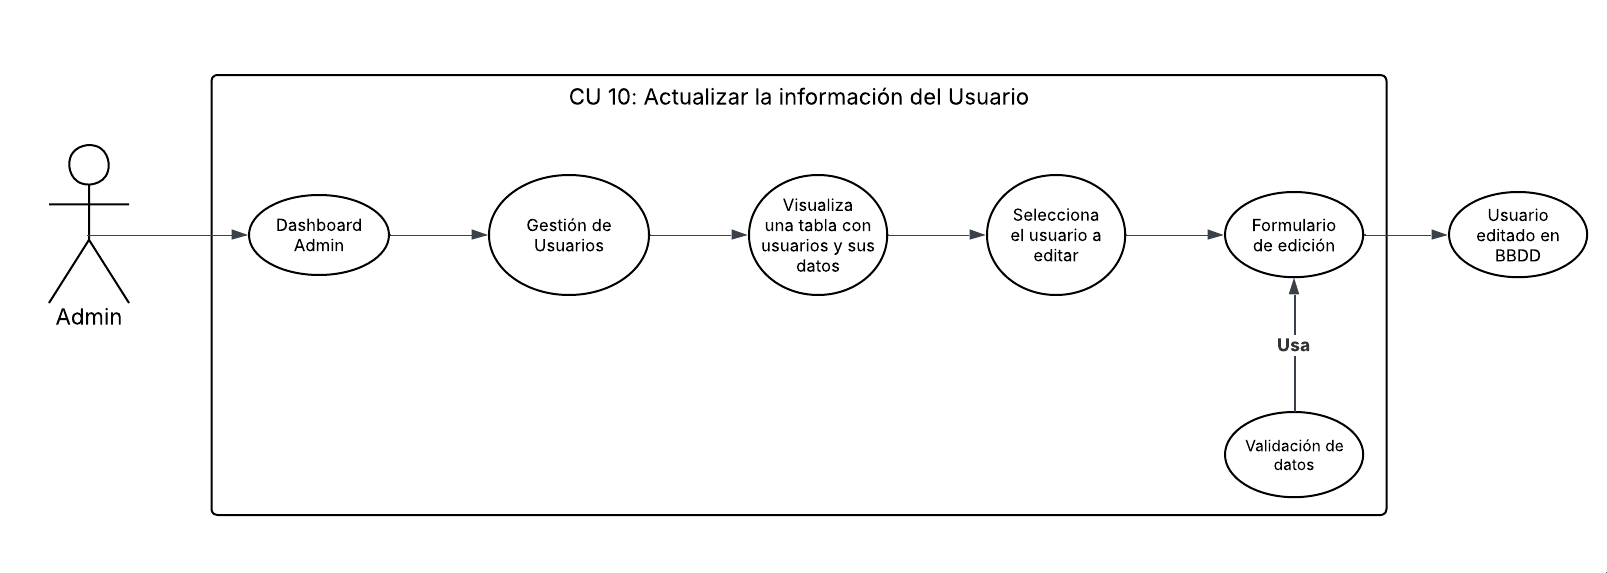 CU 10: Actualizar la información del Usuario
Admin
Dashboard
Admin
Gestión de
Usuarios
Visualiza
una tabla con
usuarios y sus
datos
Selecciona
el usuario a
editar
Formulario
de edición
Usuario
editado en
BBDD
Usa
Validación de
datos